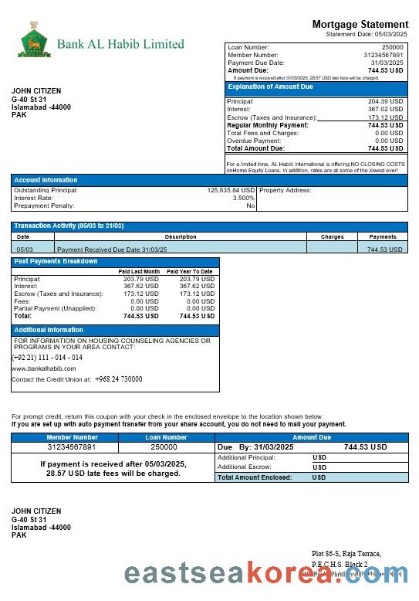 Bank AL Habib Limited
Mortgage Statement
Statement Date: 05/03/2025
Loan Number: 250000
Member Number: 31234567891
Payment Due Date: 31/03/2025
Amount Due: 744.53 USD
If payment is received after 31/03/2025, 28.57 USD late fees will be charged.
JOHN CITIZEN
G-40 St 31
Islamabad -44000
PAK
Explanation of Amount Due
Principal: 204.39 USD
Interest: 367.02 USD
Escrow (Taxes and Insurance): 173.12 USD
Regular Monthly Payment: 744.53 USD
Total Fees and Charges: 0.00 USD
Overdue Payment: 0.00 USD
Total Amount Due: 744.53 USD
For a limited time, AL Habib International is offering NO CLOSING COSTS
onHome Equity Loans. In addition, rates are at some of the lowest ever!
Account Information
Outstanding Principal: 125,835.84 USD Property Address:
Interest Rate: 3.500%
Prepayment Penalty: No
Transaction Activity (05/03 to 31/03)
Date Description Charges Payments
05/03 Payment Received Due Date 31/03/25 744.53 USD
Past Payments Breakdown
Paid Last Month Paid Year To Date
Principal: 203.79 USD 203.79 USD
Interest: 367.62 USD 367.62 USD
Escrow (Taxes and Insurance): 173.12 USD 173.12 USD
Fees: 0.00 USD 0.00 USD
Partial Payment (Unapplied): 0.00 USD 0.00 USD
Total: 744.53 USD 744.53 USD
Additional Information
FOR INFORMATION ON HOUSING COUNSELING AGENCIES OR
PROGRAMS IN YOUR AREA CONTACT:
(+92 21) 111 - 014 - 014
www.bankalhabib.com
Contact the Credit Union at: +968 24 730000
For prompt credit, return this coupon with your check in the enclosed envelope to the location shown below.
If you are set up with auto payment transfer from your share account, you do not need to mail your payment.
Member Number Loan Number Amount Due
31234567891 250000 Due By: 31/03/2025 744.53 USD
If payment is received after 05/03/2025,
28.57 USD late fees will be charged.
Additional Principal: USD
Additional Escrow: USD
Total Amount Enclosed: USD
JOHN CITIZEN
G-40 St 31
Islamabad -44000
PAK
Plot 86-S, Raja Terrace,
P.E.C.H.S. Block 2
eastseakorea.com